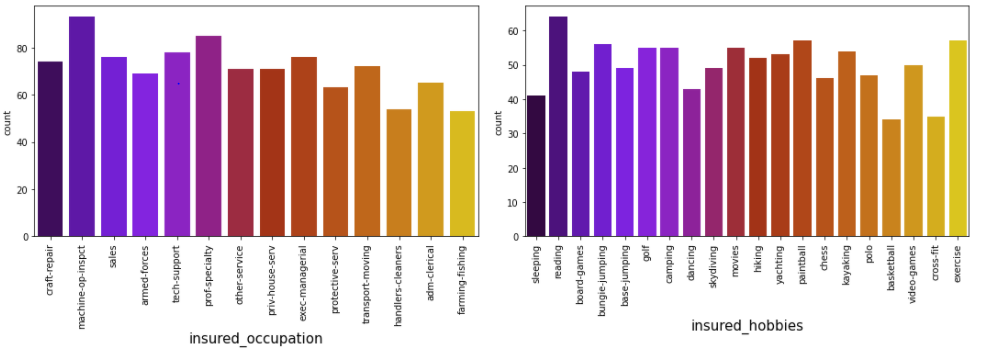 count
80
60
40
20
0
craft-repair
machine-op-inspct
sales
armed-forces
tech-support
prof-specialty
other-service
priv-house-serv
exec-managerial
protective-serv
transport-moving
handlers-cleaners
adm-clerical
farming-fishing
insured_occupation
count
60
50
40
30
20
10
0
sleeping
reading
board-games
bungie-jumping
base-jumping
golf
camping
dancing
skydiving
movies
hiking
yachting
paintball
chess
kayaking
polo
basketball
video-games
cross-fit
exercise
insured_hobbies